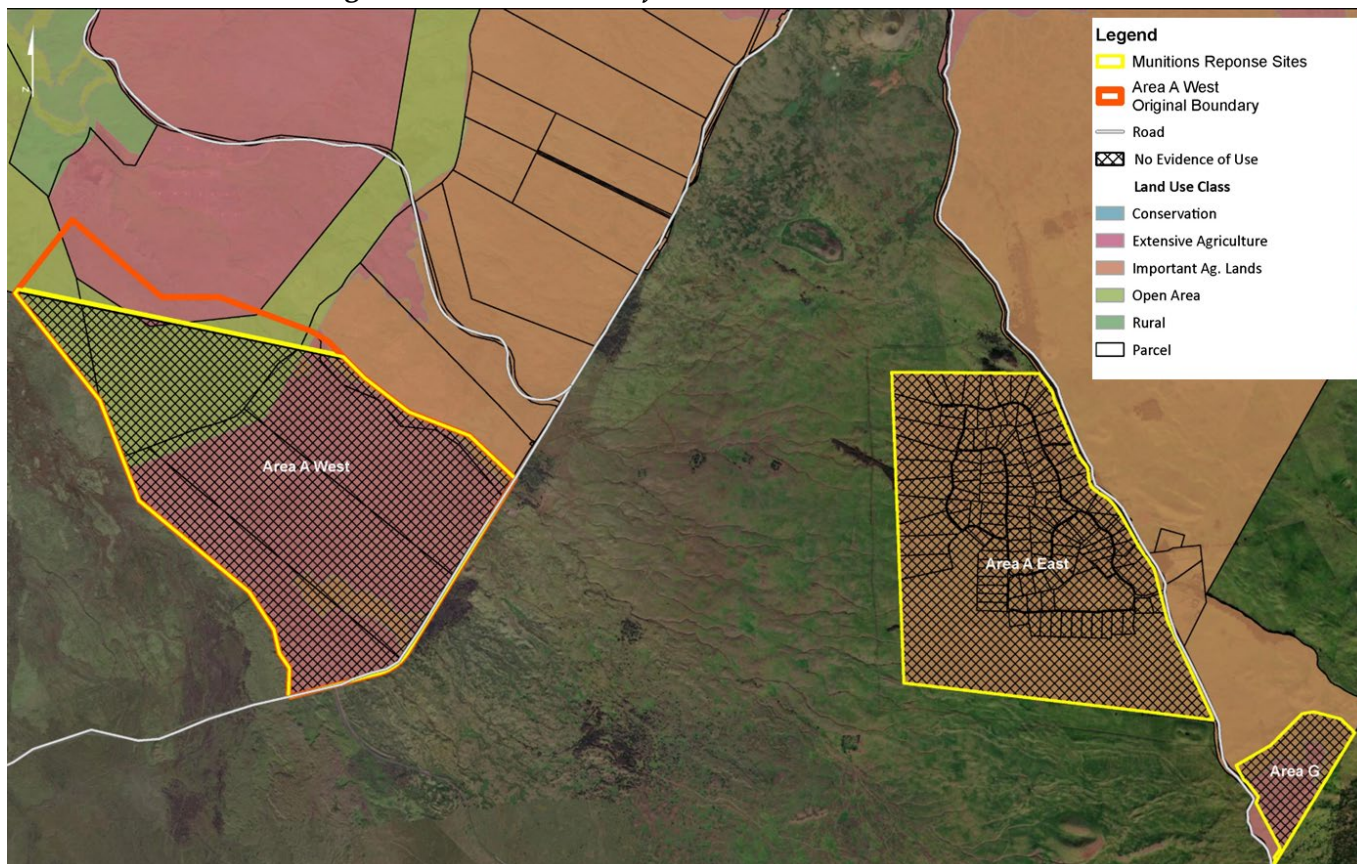 Legend
Munitions Reponse Sites
Area A West
Original Boundary
Road
No Evidence of Use
Land Use Class
Conservation
Extensive Agriculture
Important Ag. Lands
Open Area
Rural
Parcel
Z
Area A West
Area A East
Area G